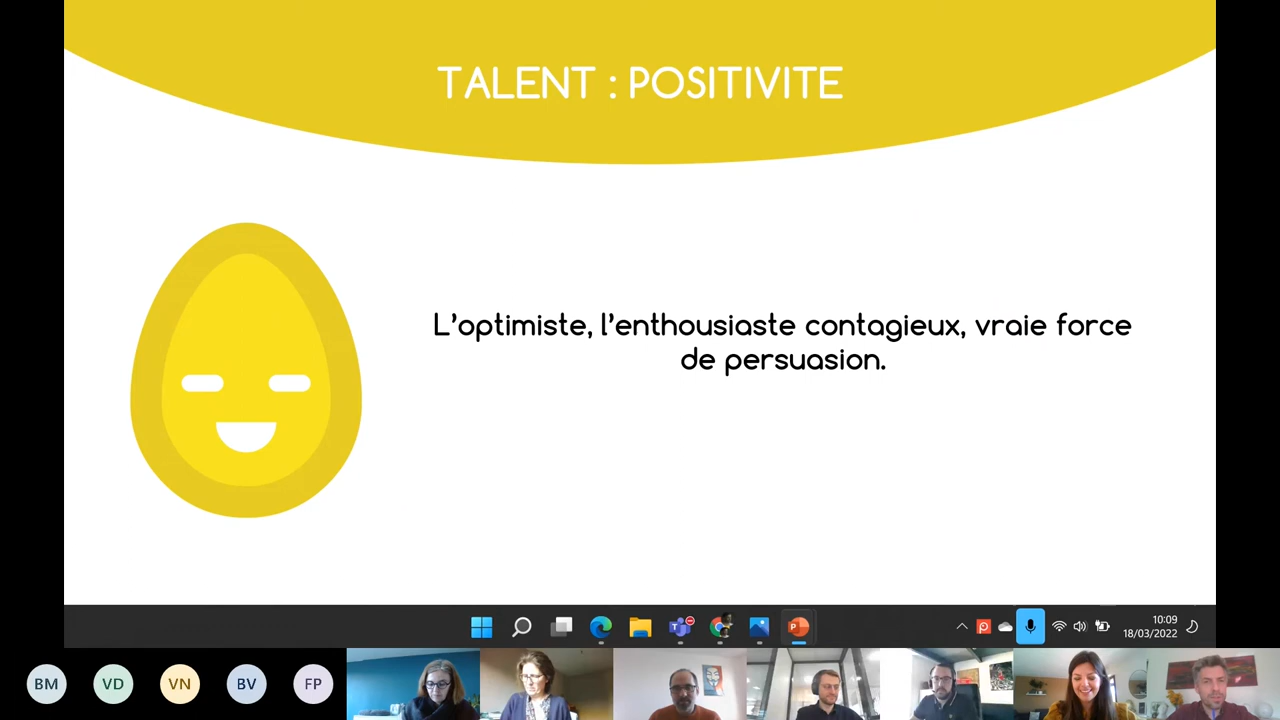 TALENT : POSITIVITE
L'optimiste, l'enthousiaste contagieux, vraie force
de persuasion.
10:09
18/03/2022
BM
VD
VN
BV
FP